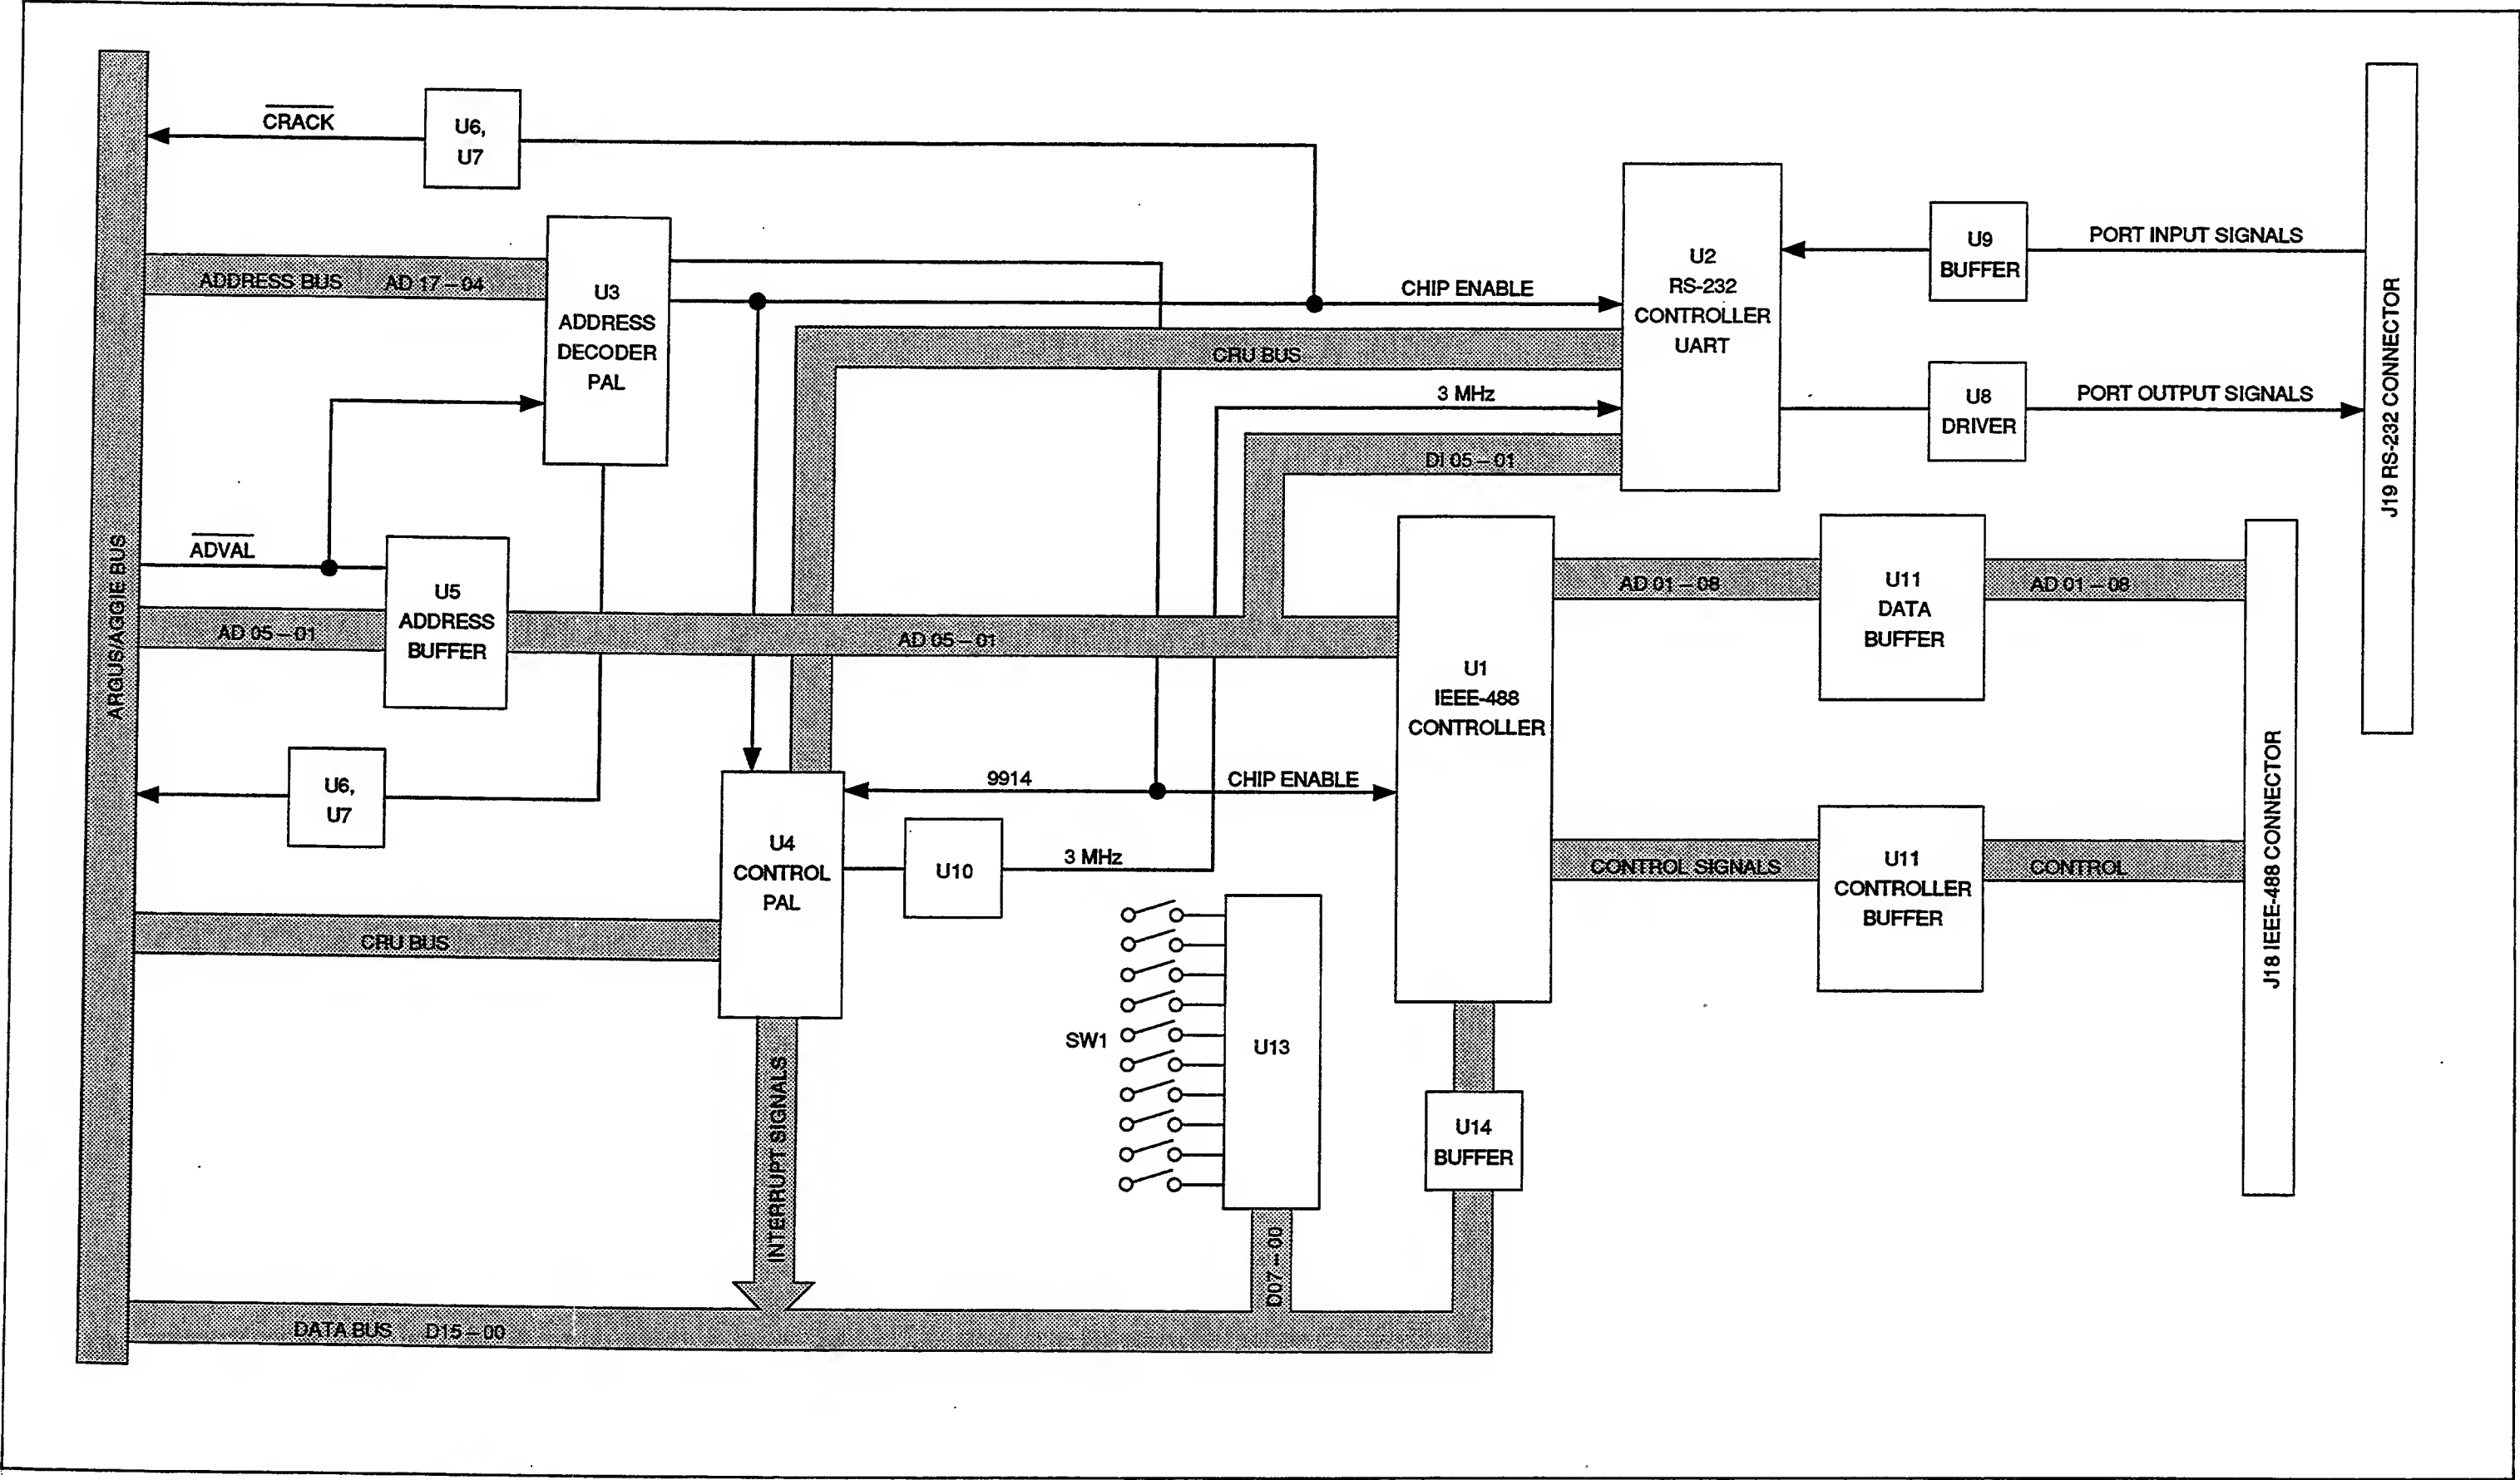 CRACK
U6,
U7
ADDRESS BUS AD 17 – 04
U3
ADDRESS
DECODER
PAL
CHIP ENABLE
U2
RS-232
CONTROLLER
UART
U9
BUFFER
PORT INPUT SIGNALS
J19 RS-232 CONNECTOR
CRU BUS
3 MHz
U8
DRIVER
PORT OUTPUT SIGNALS
DI 05 – 01
ARGUS/AGGIE BUS
ADVAL
U5
ADDRESS
BUFFER
AD 05 – 01
AD 05 – 01
U1
IEEE-488
CONTROLLER
AD 01 – 08
U11
DATA
BUFFER
AD 01 – 08
J18 IEEE-488 CONNECTOR
U6,
U7
9914
CHIP ENABLE
U4
CONTROL
PAL
U10
3 MHz
CONTROL SIGNALS
U11
CONTROLLER
BUFFER
CONTROL
CRU BUS
SW1
U13
INTERRUPT SIGNALS
U14
BUFFER
D07 – 00
DATA BUS D15 – 00